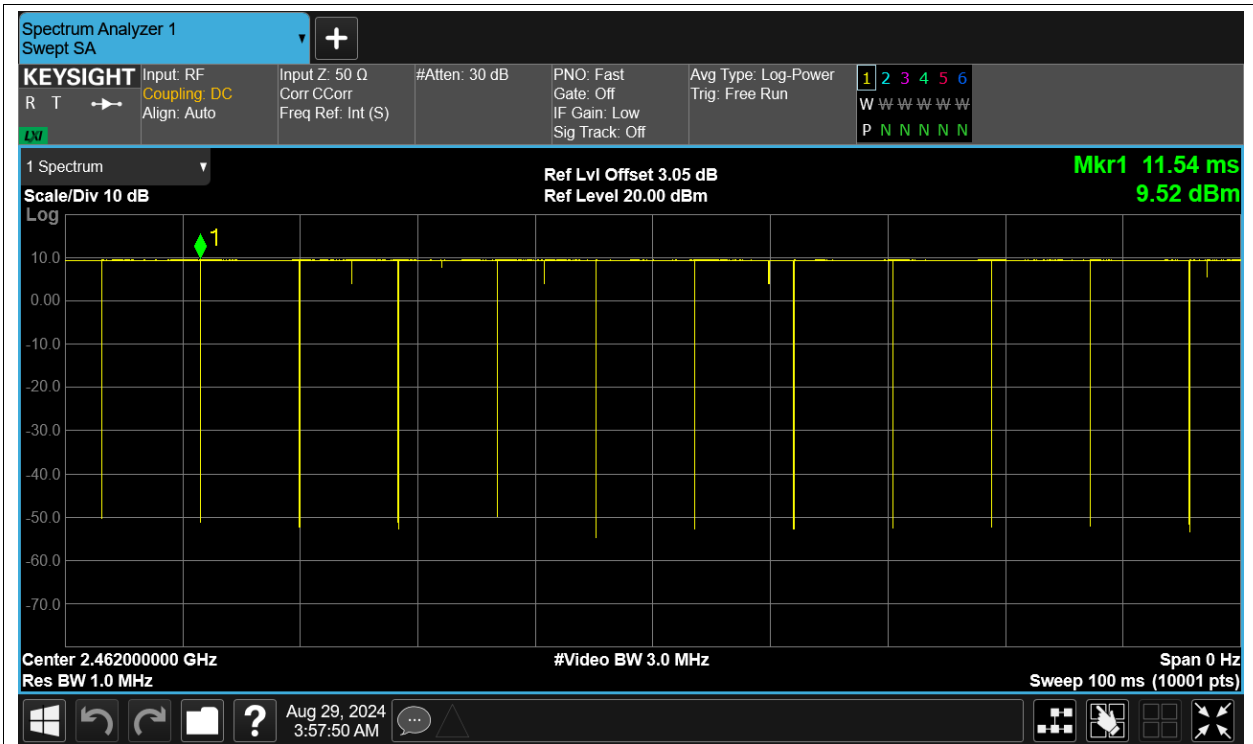 Spectrum Analyzer 1
Swept SA
KEYSIGHT
R T
LXI
Input: RF
Coupling: DC
Align: Auto
Input Z: 50 Ω
Corr CCorr
Freq Ref: Int (S)
#Atten: 30 dB
PNO: Fast
Gate: Off
IF Gain: Low
Sig Track: Off
Avg Type: Log-Power
Trig: Free Run
1 2 3 4 5 6
W W W W W W
P N N N N N
1 Spectrum
Scale/Div 10 dB
Ref Lvl Offset 3.05 dB
Ref Level 20.00 dBm
Mkr1 11.54 ms
9.52 dBm
Log
1
10.0
0.00
-10.0
-20.0
-30.0
-40.0
-50.0
-60.0
-70.0
Center 2.462000000 GHz
#Video BW 3.0 MHz
Span 0 Hz
Res BW 1.0 MHz
Sweep 100 ms (10001 pts)
?
Aug 29, 2024
3:57:50 AM